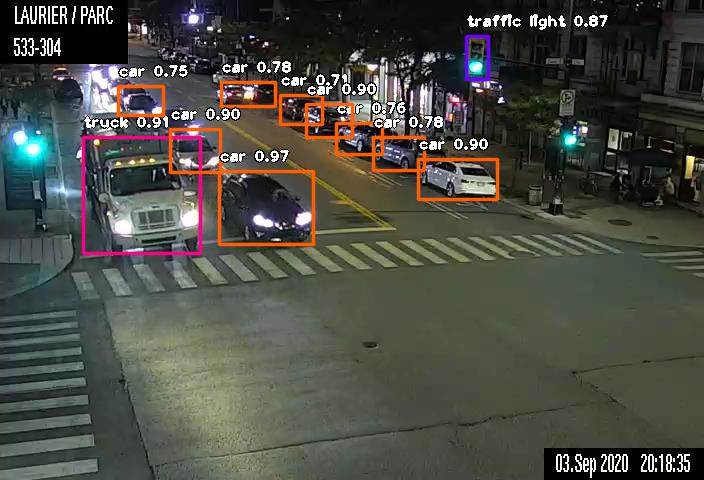 LAURIER / PARC
533-304
traffic light 0.87
car 0.75
car 0.78
car 0.71
car 0.90
car 0.76
car 0.78
car 0.90
truck 0.91
car 0.90
car 0.97
P
03.Sep 2020 20:18:35